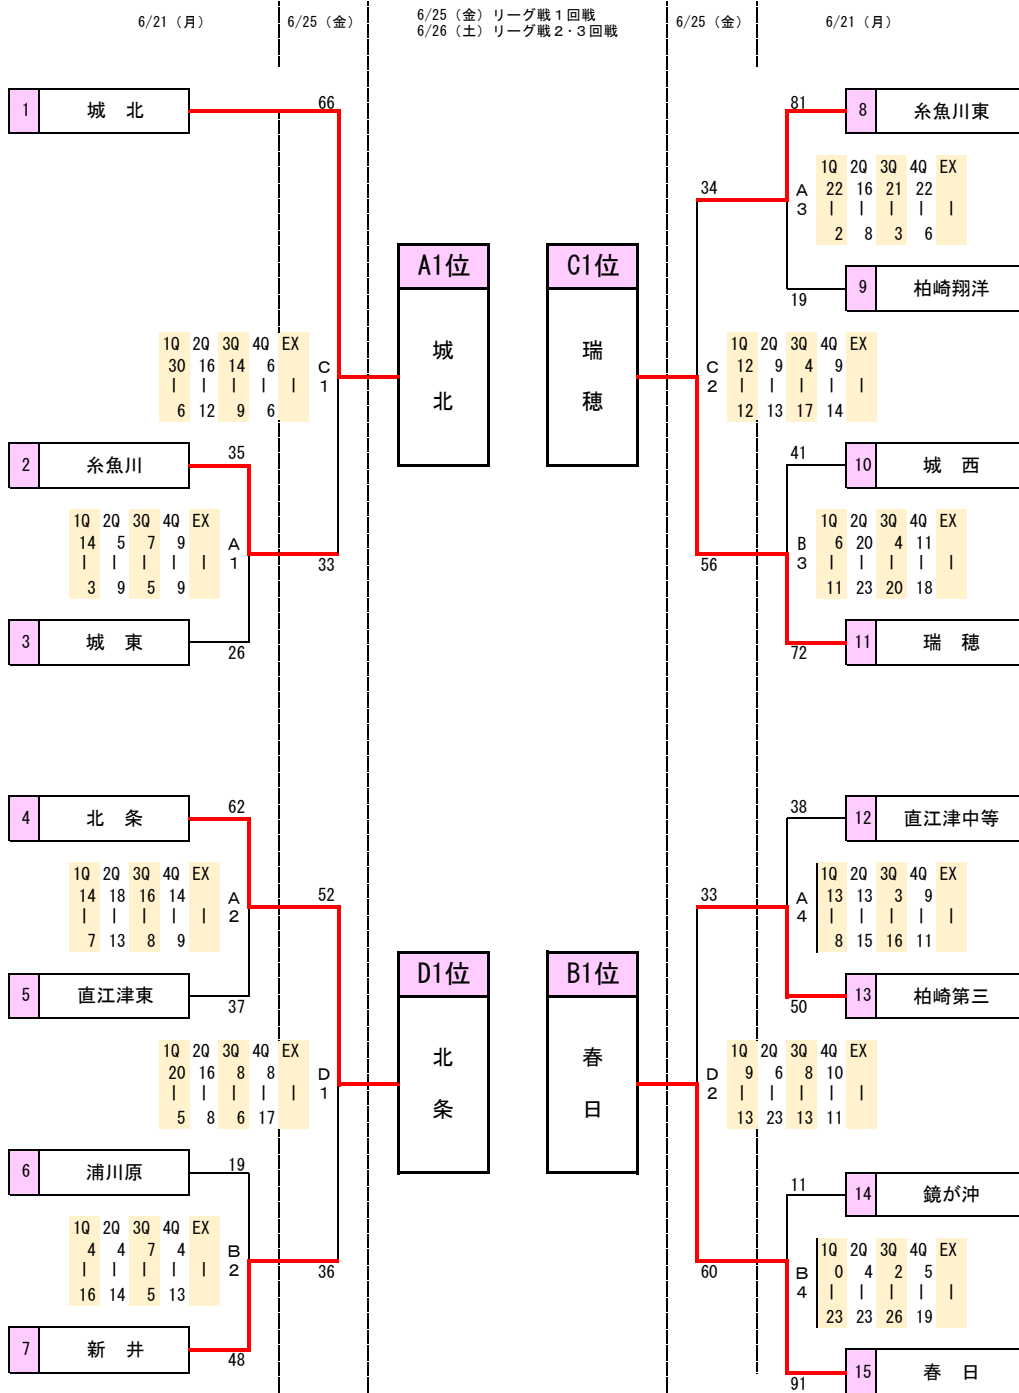 6/21（月）
6/25（金）
6/25（金）リーグ戦１回戦
6/26（土）リーグ戦２・３回戦
6/25（金）
6/21（月）
1 城　北
66
A1位
城北
1Q 2Q 3Q 4Q EX
30 16 14 6
| | | | |
6 12 9 6
C1
2 糸魚川
35
1Q 2Q 3Q 4Q EX
14 5 7 9
| | | | |
3 9 5 9
A1
33
3 城　東
26
4 北　条
62
1Q 2Q 3Q 4Q EX
14 18 16 14
| | | | |
7 13 8 9
A2
52
5 直江津東
37
D1位
北条
1Q 2Q 3Q 4Q EX
20 16 8 8
| | | | |
5 8 6 17
D1
6 浦川原
19
1Q 2Q 3Q 4Q EX
4 4 7 4
| | | | |
16 14 5 13
B2
36
7 新　井
48
81
8 糸魚川東
1Q 2Q 3Q 4Q EX
22 16 21 22
| | | | |
2 8 3 6
A3
34
19
9 柏崎翔洋
C1位
瑞穂
C2
1Q 2Q 3Q 4Q EX
12 9 4 9
| | | | |
12 13 17 14
41
10 城　西
B3
1Q 2Q 3Q 4Q EX
6 20 4 11
| | | | |
11 23 20 18
56
72
11 瑞　穂
38
12 直江津中等
A4
1Q 2Q 3Q 4Q EX
13 13 3 9
| | | | |
8 15 16 11
33
50
13 柏崎第三
B1位
春日
D2
1Q 2Q 3Q 4Q EX
9 6 8 10
| | | | |
13 23 13 11
11
14 鏡が沖
B4
1Q 2Q 3Q 4Q EX
0 4 2 5
| | | | |
23 23 26 19
60
91
15 春　日